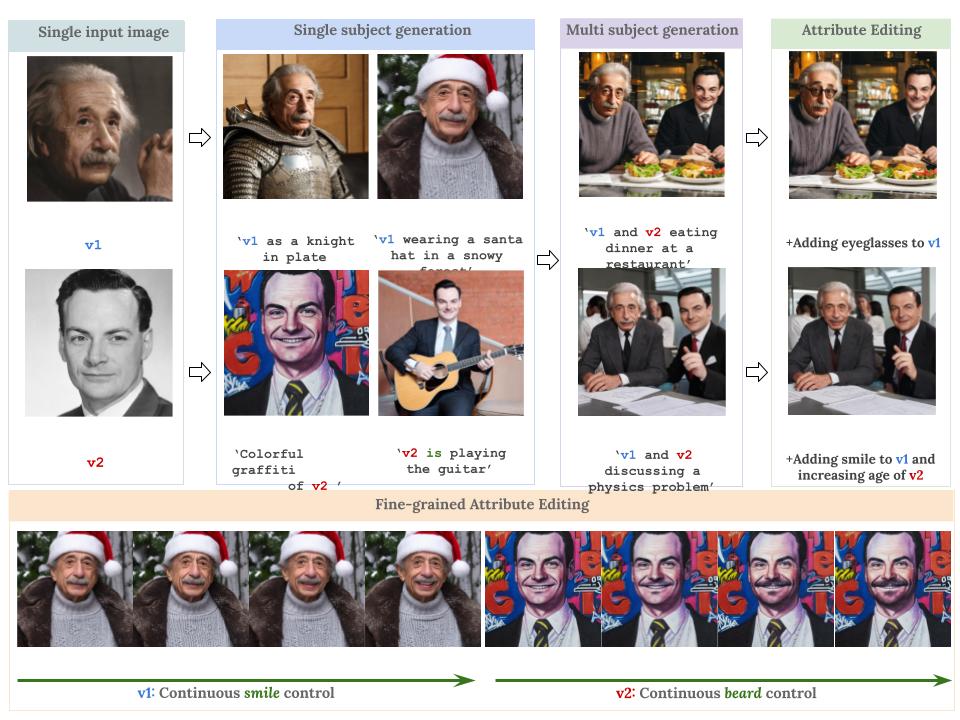 Single input image
Single subject generation
Multi subject generation
Attribute Editing
v1
‘v1 as a knight
in plate
‘v1 wearing a santa
hat in a snowy
forest’
‘v1 and v2 eating
dinner at a
restaurant’
+Adding eyeglasses to v1
v2
‘Colorful
graffiti
of v2 ’
‘v2 is playing
the guitar’
‘v1 and v2
discussing a
physics problem’
+Adding smile to v1 and
increasing age of v2
Fine-grained Attribute Editing
v1: Continuous smile control
v2: Continuous beard control